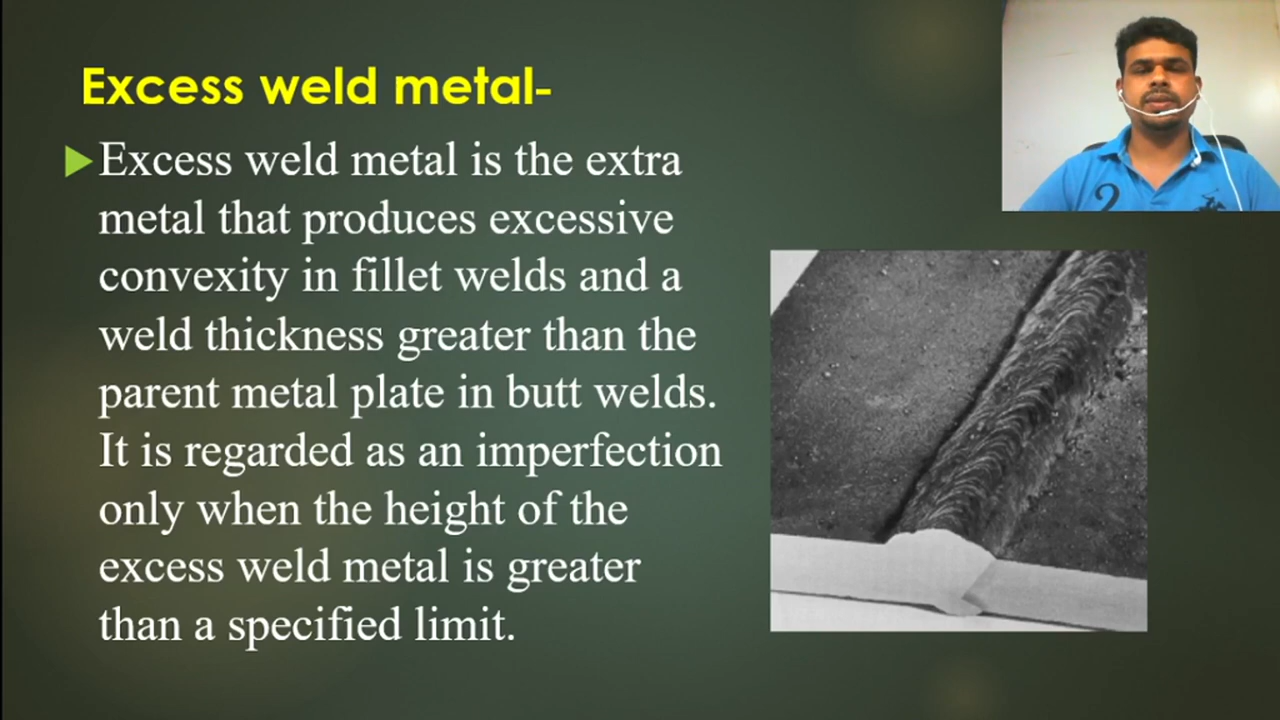 Excess weld metal-
Excess weld metal is the extra
metal that produces excessive
convexity in fillet welds and a
weld thickness greater than the
parent metal plate in butt welds.
It is regarded as an imperfection
only when the height of the
excess weld metal is greater
than a specified limit.
2